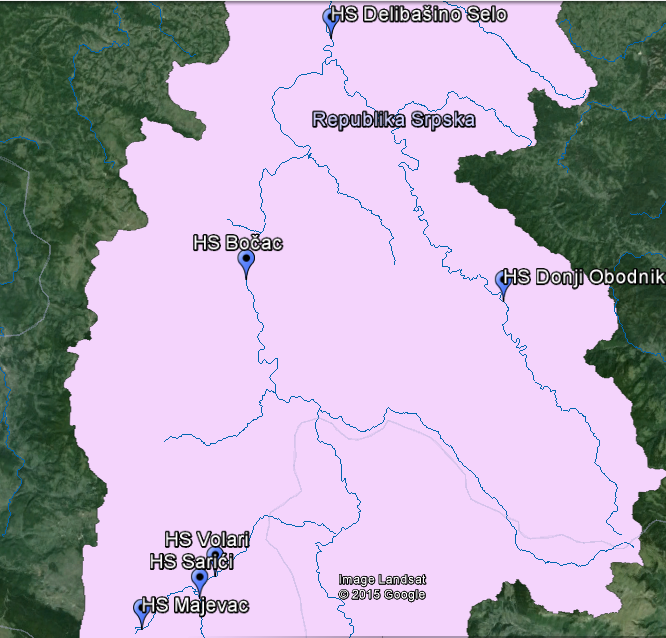 HS Delibašino Selo
Republika Srpska
HS Bočac
HS Donji Obodnik
HS Volari
HS Sarići
Image Landsat
© 2015 Google
HS Majevac